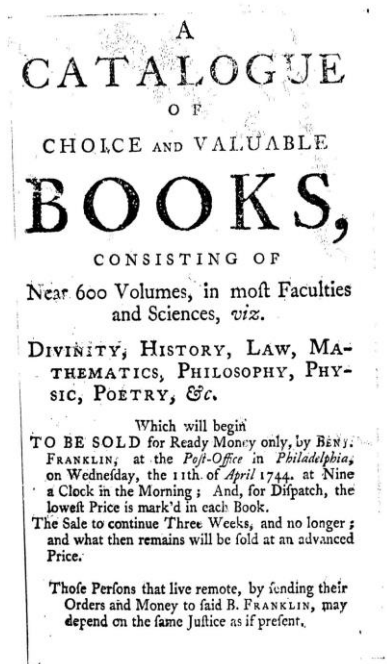 A
CATALOGUE
OF
CHOICE AND VALUABLE
BOOKS,
CONSISTING OF
Near 600 Volumes, in moſt Faculties
and Sciences, viz.
DIVINITY, HISTORY, LAW, MA-
THEMATICS, PHILOSOPHY, PHY-
SIC, POETRY, &c.
Which will begin
TO BE SOLD for Ready Money only, by BENJ.
FRANKLIN, at the Poſt-Office in Philadelphia,
on Wedneſday, the 11th of April 1744. at Nine
a Clock in the Morning; And, for Diſpatch, the
loweſt Price is mark'd in each Book.
The Sale to continue Three Weeks, and no longer;
and what then remains will be ſold at an advanced
Price.
Thoſe Perſons that live remote, by ſending their
Orders and Money to ſaid B. FRANKLIN, may
depend on the ſame Juſtice as if preſent.